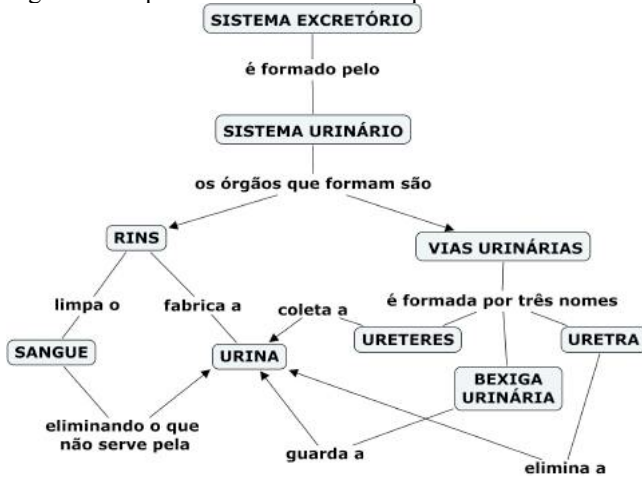 SISTEMA EXCRETÓRIO
é formado pelo
SISTEMA URINÁRIO
os órgãos que formam são
RINS
VIAS URINÁRIAS
limpa o
fabrica a
coleta a
é formada por três nomes
SANGUE
URINA
URETERES
URETRA
BEXIGA
URINÁRIA
eliminando o que
não serve pela
guarda a
elimina a